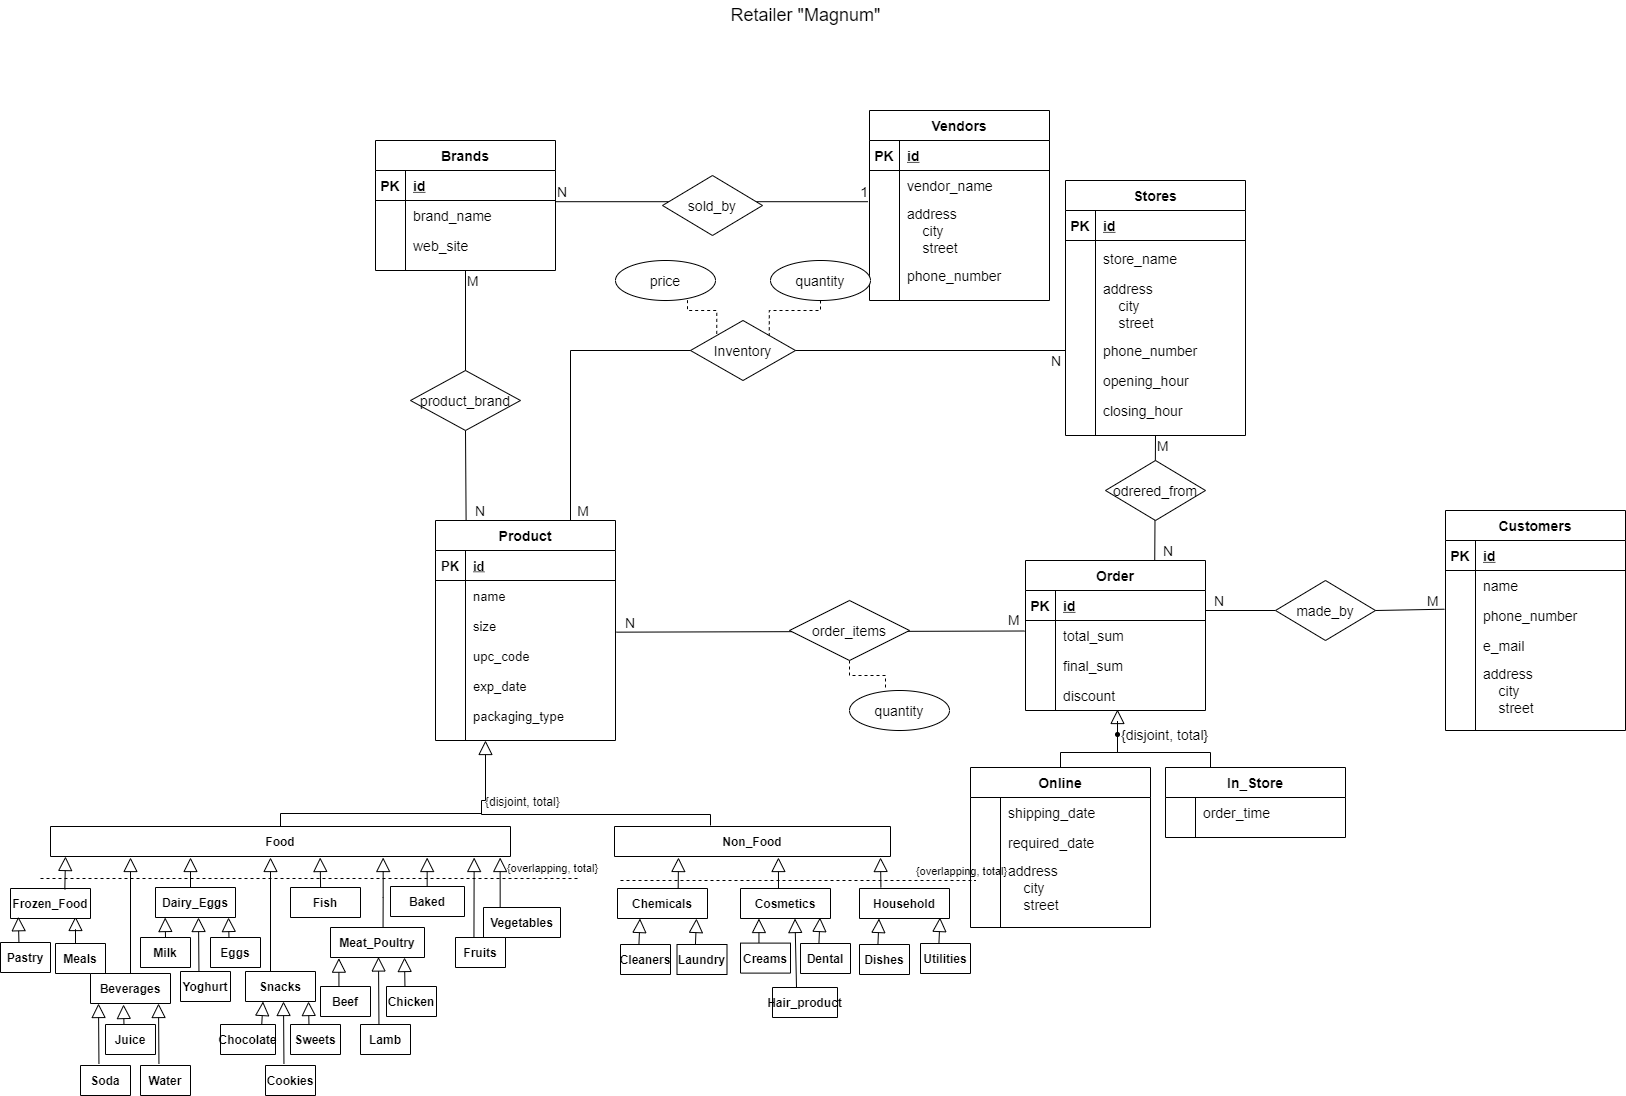 Retailer "Magnum"
Vendors
PK id
vendor_name
address
city
street
phone_number
Brands
PK id
brand_name
web_site
N
sold_by
1
Stores
PK id
store_name
address
city
street
phone_number
opening_hour
closing_hour
price
quantity
M
Inventory
N
product_brand
M
odrered_from
N
M
N
Product
PK id
name
size
upc_code
exp_date
packaging_type
Customers
PK id
name
phone_number
e_mail
address
city
street
Order
PK id
total_sum
final_sum
discount
N
made_by
M
N
order_items
M
quantity
{disjoint, total}
Online
shipping_date
required_date
address
city
street
In_Store
order_time
{disjoint, total}
Food
Non_Food
{overlapping, total}
{overlapping, total}
Frozen_Food
Dairy_Eggs
Fish
Baked
Chemicals
Cosmetics
Household
Vegetables
Meat_Poultry
Fruits
Pastry
Meals
Milk
Eggs
Cleaners
Laundry
Creams
Dental
Dishes
Utilities
Beverages
Yoghurt
Snacks
Beef
Chicken
Hair_product
Juice
Chocolate
Sweets
Lamb
Soda
Water
Cookies